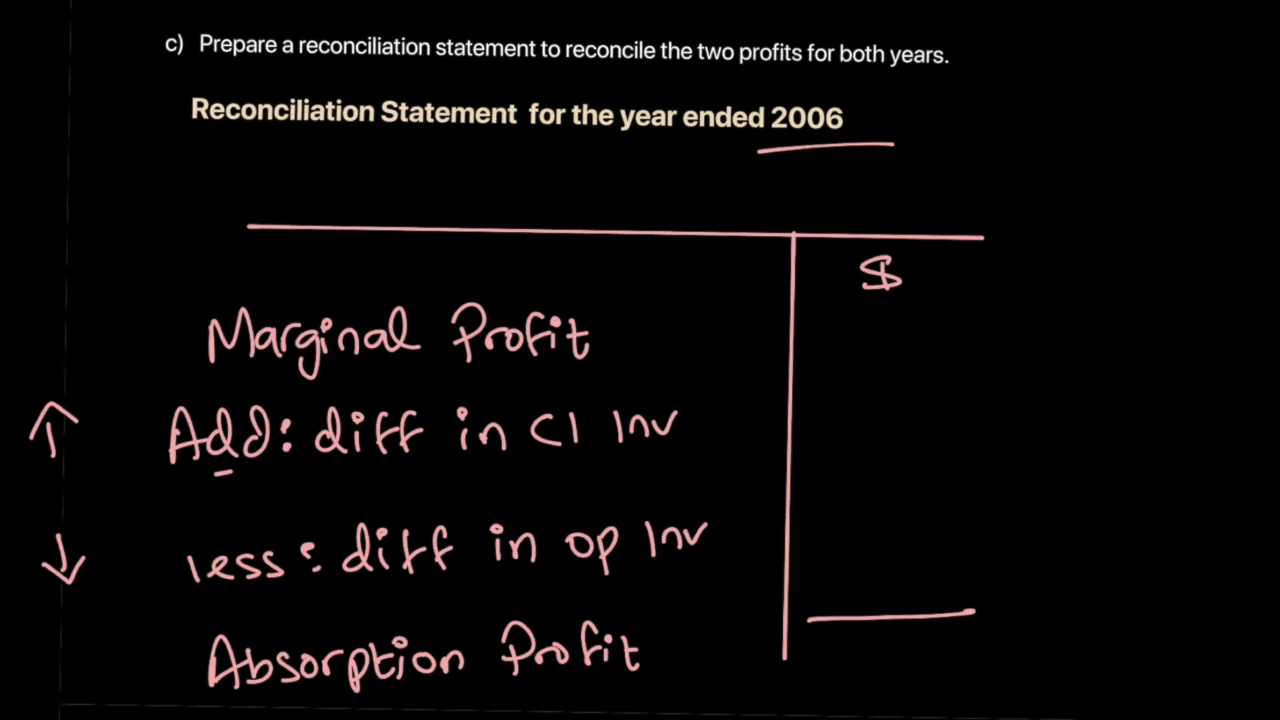 c) Prepare a reconciliation statement to reconcile the two profits for both years.
Reconciliation Statement for the year ended 2006
$
Marginal Profit
Add: diff in Cl Inv
less: diff in op Inv
Absorption Profit